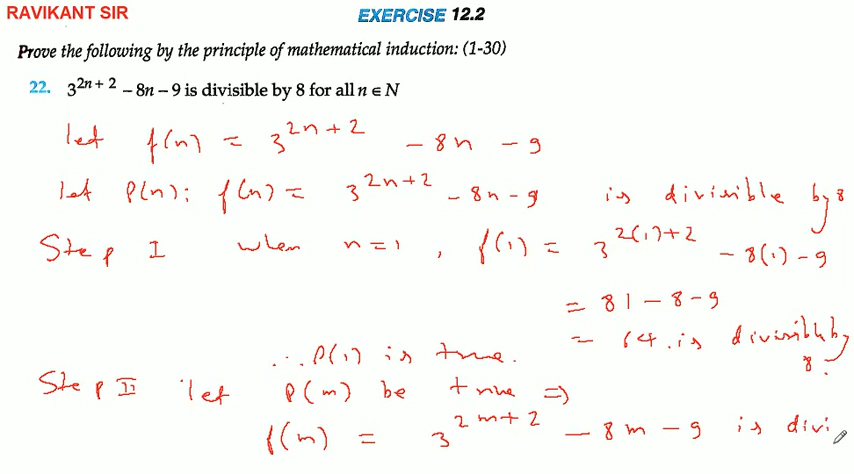 RAVIKANT SIR
EXERCISE 12.2
Prove the following by the principle of mathematical induction: (1-30)
22. 3^{2n+2} – 8n – 9 is divisible by 8 for all n ∈ N
let f(n) = 3^{2n+2} – 8n – 9
let P(n): f(n) = 3^{2n+2} – 8n – 9 is divisible by 8
Step I when n=1, f(1) = 3^{2(1)+2} – 8(1) – 9
= 81 – 8 – 9
= 64. is divisible by 8.
∴ P(1) is true.
Step II let P(m) be true ⇒
f(m) = 3^{2m+2} – 8m – 9 is divi